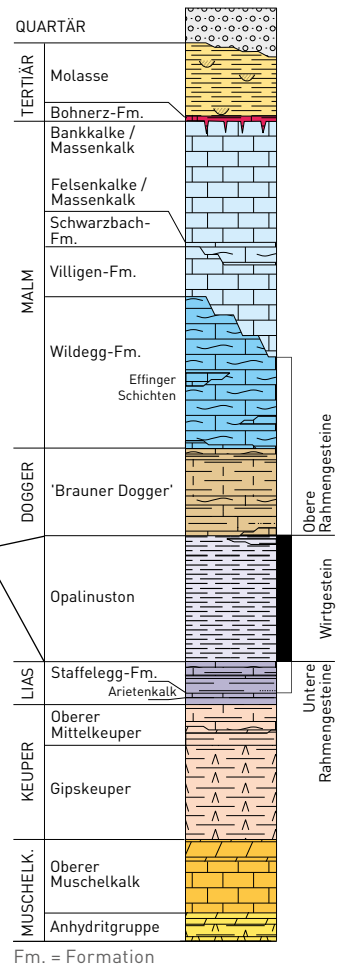 QUARTÄR
TERTIÄR
Molasse
Bohnerz-Fm.
MALM
Bankkalke /
Massenkalk
Felsenkalke /
Massenkalk
Schwarzbach-
Fm.
Villigen-Fm.
Wildegg-Fm.
Effinger
Schichten
DOGGER
'Brauner Dogger'
Opalinuston
LIAS
Staffelegg-Fm.
Arietenkalk
KEUPER
Oberer
Mittelkeuper
Gipskeuper
MUSCHELK.
Oberer
Muschelkalk
Anhydritgruppe
Obere
Rahmengesteine
Wirtgestein
Untere
Rahmengesteine
Fm. = Formation